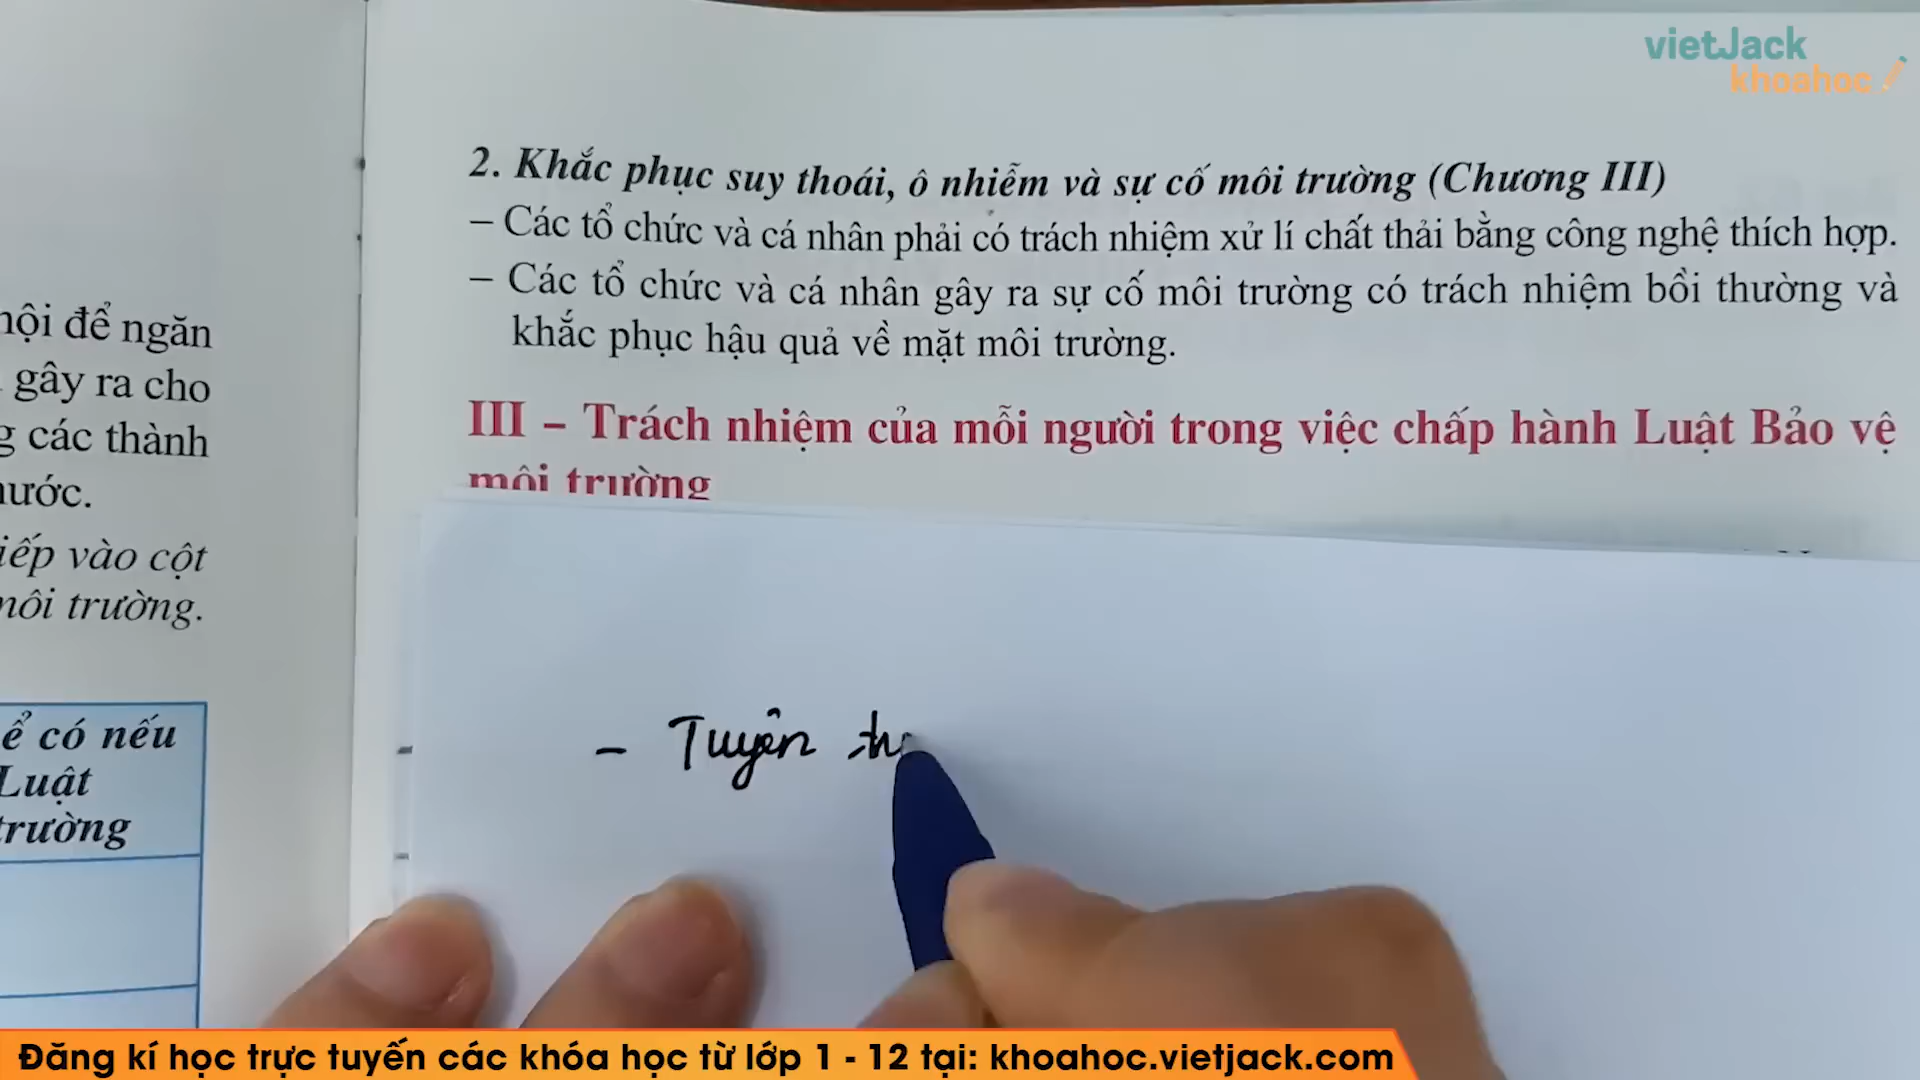 vietJack
khoahoc
2. Khắc phục suy thoái, ô nhiễm và sự cố môi trường (Chương III)
– Các tổ chức và cá nhân phải có trách nhiệm xử lí chất thải bằng công nghệ thích hợp.
– Các tổ chức và cá nhân gây ra sự cố môi trường có trách nhiệm bồi thường và
khắc phục hậu quả về mặt môi trường.
III – Trách nhiệm của mỗi người trong việc chấp hành Luật Bảo vệ
môi trường
để ngăn
gây ra cho
các thành
vào cột
trường.
có nếu
Luật
trường
– Tuyên
Đăng kí học trực tuyến các khóa học từ lớp 1 - 12 tại: khoahoc.vietjack.com